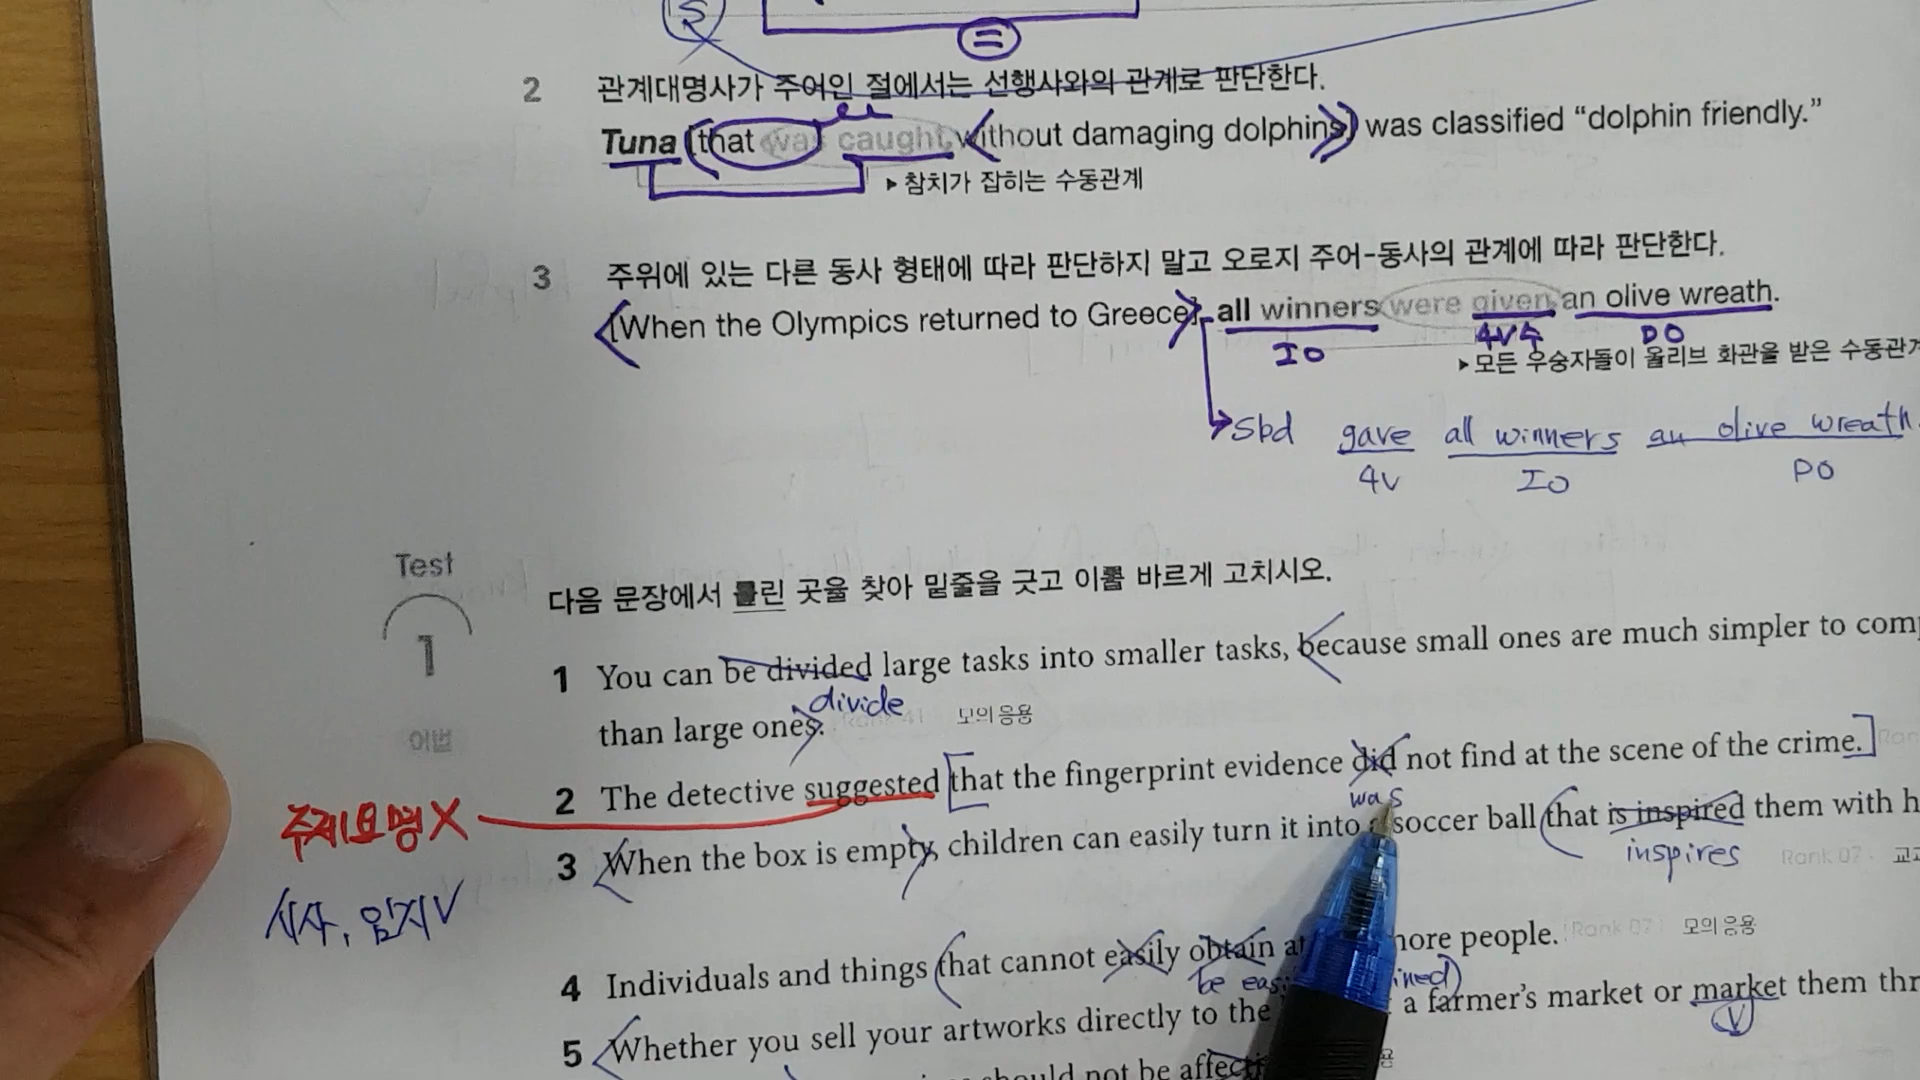 S
=
2 관계대명사가 주어인 절에서는 선행사와의 관계로 판단한다.
Tuna (that was caught without damaging dolphins) was classified “dolphin friendly.”
▸참치가 잡히는 수동관계
3 주위에 있는 다른 동사 형태에 따라 판단하지 말고 오로지 주어-동사의 관계에 따라 판단한다.
[When the Olympics returned to Greece], all winners were given an olive wreath.
IO 4V수 DO
▸모든 우승자들이 올리브 화관을 받은 수동관계
sbd gave all winners an olive wreath.
4V IO DO
Test
1
다음 문장에서 틀린 곳을 찾아 밑줄을 긋고 이를 바르게 고치시오.
1 You can be divided large tasks into smaller tasks, because small ones are much simpler to
divide
than large ones. 모의응용
어법
2 The detective suggested that the fingerprint evidence did not find at the scene of the crime.]
was
주제요명X
3 When the box is empty, children can easily turn it into a soccer ball that is inspired them with
inspires Rank 07
시사, 암지V
4 Individuals and things that cannot easily obtain more people. Rank 07 모의응용
be
5 Whether you sell your artworks directly to the a farmer’s market or market them
V
should not be